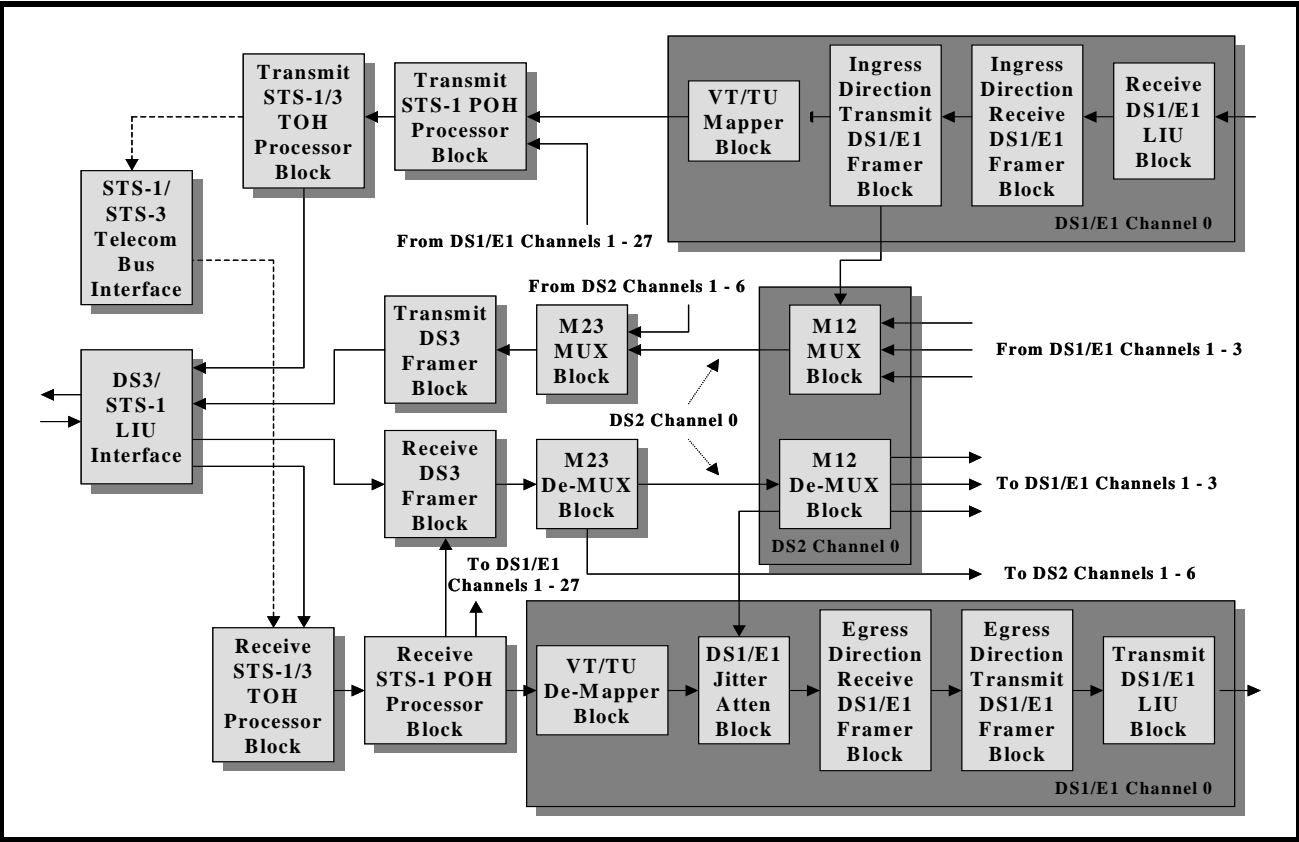 Transmit
STS-1/3
TOH
Processor
Block
Transmit
STS-1 POH
Processor
Block
VT/TU
Mapper
Block
Ingress
Direction
Transmit
DS1/E1
Framer
Block
Ingress
Direction
Receive
DS1/E1
Framer
Block
Receive
DS1/E1
LIU
Block
DS1/E1 Channel 0
STS-1/
STS-3
Telecom
Bus
Interface
From DS1/E1 Channels 1 - 27
From DS2 Channels 1 - 6
Transmit
DS3
Framer
Block
M23
MUX
Block
M12
MUX
Block
From DS1/E1 Channels 1 - 3
DS3/
STS-1
LIU
Interface
DS2 Channel 0
Receive
DS3
Framer
Block
M23
De-MUX
Block
M12
De-MUX
Block
To DS1/E1 Channels 1 - 3
DS2 Channel 0
To DS1/E1
Channels 1 - 27
To DS2 Channels 1 - 6
Receive
STS-1/3
TOH
Processor
Block
Receive
STS-1 POH
Processor
Block
VT/TU
De-Mapper
Block
DS1/E1
Jitter
Atten
Block
Egress
Direction
Receive
DS1/E1
Framer
Block
Egress
Direction
Transmit
DS1/E1
Framer
Block
Transmit
DS1/E1
LIU
Block
DS1/E1 Channel 0